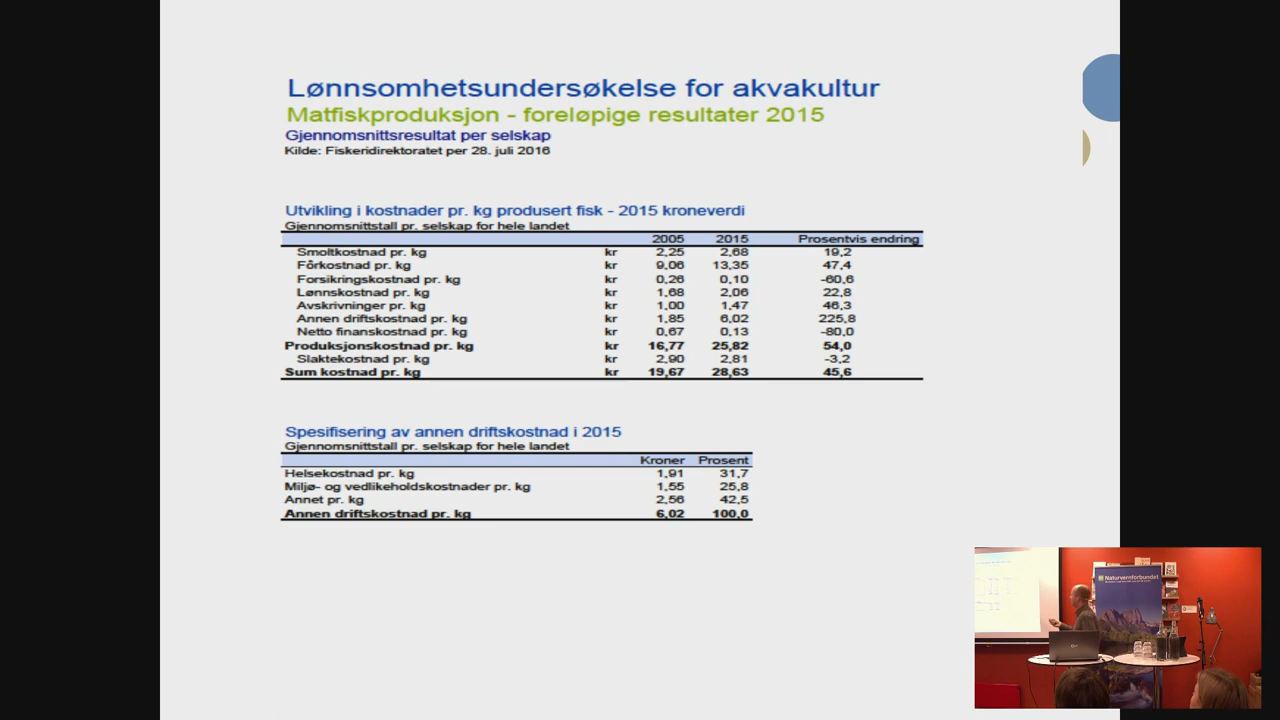 Lønnsomhetsundersøkelse for akvakultur
Matfiskproduksjon - foreløpige resultater 2015
Gjennomsnittsresultat per selskap
Kilde: Fiskeridirektoratet per 28. juli 2016
Utvikling i kostnader pr. kg produsert fisk - 2015 kroneverdi
Gjennomsnittstall pr. selskap for hele landet
2005 2015 Prosentvis endring
Smoltkostnad pr. kg kr 2,25 2,68 19,2
Fôrkostnad pr. kg kr 9,06 13,35 47,4
Forsikringskostnad pr. kg kr 0,26 0,10 -60,6
Lønnskostnad pr. kg kr 1,68 2,06 22,8
Avskrivninger pr. kg kr 1,00 1,47 46,3
Annen driftskostnad pr. kg kr 1,85 6,02 225,8
Netto finanskostnad pr. kg kr 0,67 0,13 -80,0
Produksjonskostnad pr. kg kr 16,77 25,82 54,0
Slaktekostnad pr. kg kr 2,90 2,81 -3,2
Sum kostnad pr. kg kr 19,67 28,63 45,6
Spesifisering av annen driftskostnad i 2015
Gjennomsnittstall pr. selskap for hele landet
Kroner Prosent
Helsekostnad pr. kg 1,91 31,7
Miljø- og vedlikeholdskostnader pr. kg 1,55 25,8
Annet pr. kg 2,56 42,5
Annen driftskostnad pr. kg 6,02 100,0
Naturvernforbundet